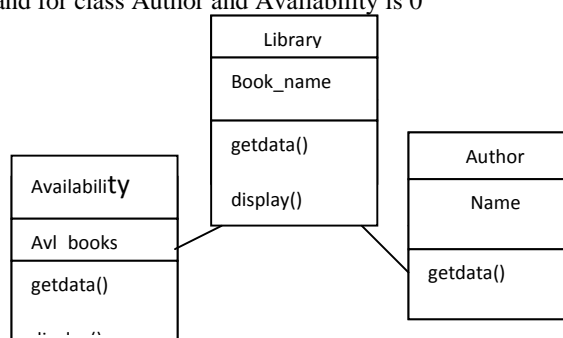 and for class Author and Availability is 0
Library
Book_name
getdata()
display()
Author
Name
getdata()
Availability
Avl books
getdata()